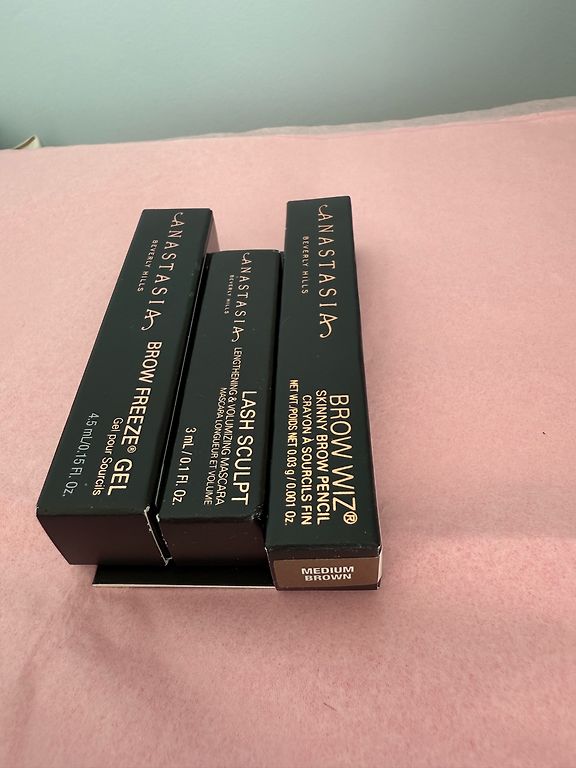 ANASTASIA
BEVERLY HILLS
BROW FREEZE® GEL
Gel pour Sourcils
4.5 mL/0.15 Fl. Oz.
ANASTASIA
BEVERLY HILLS
LASH SCULPT
LENGTHENING & VOLUMIZING MASCARA
MASCARA LONGUEUR ET VOLUME
3 mL / 0.1 Fl. Oz.
ANASTASIA
BEVERLY HILLS
BROW WIZ®
SKINNY BROW PENCIL
CRAYON À SOURCILS FIN
NET WT./POIDS NET 0.03 g / 0.001 Oz.
MEDIUM
BROWN